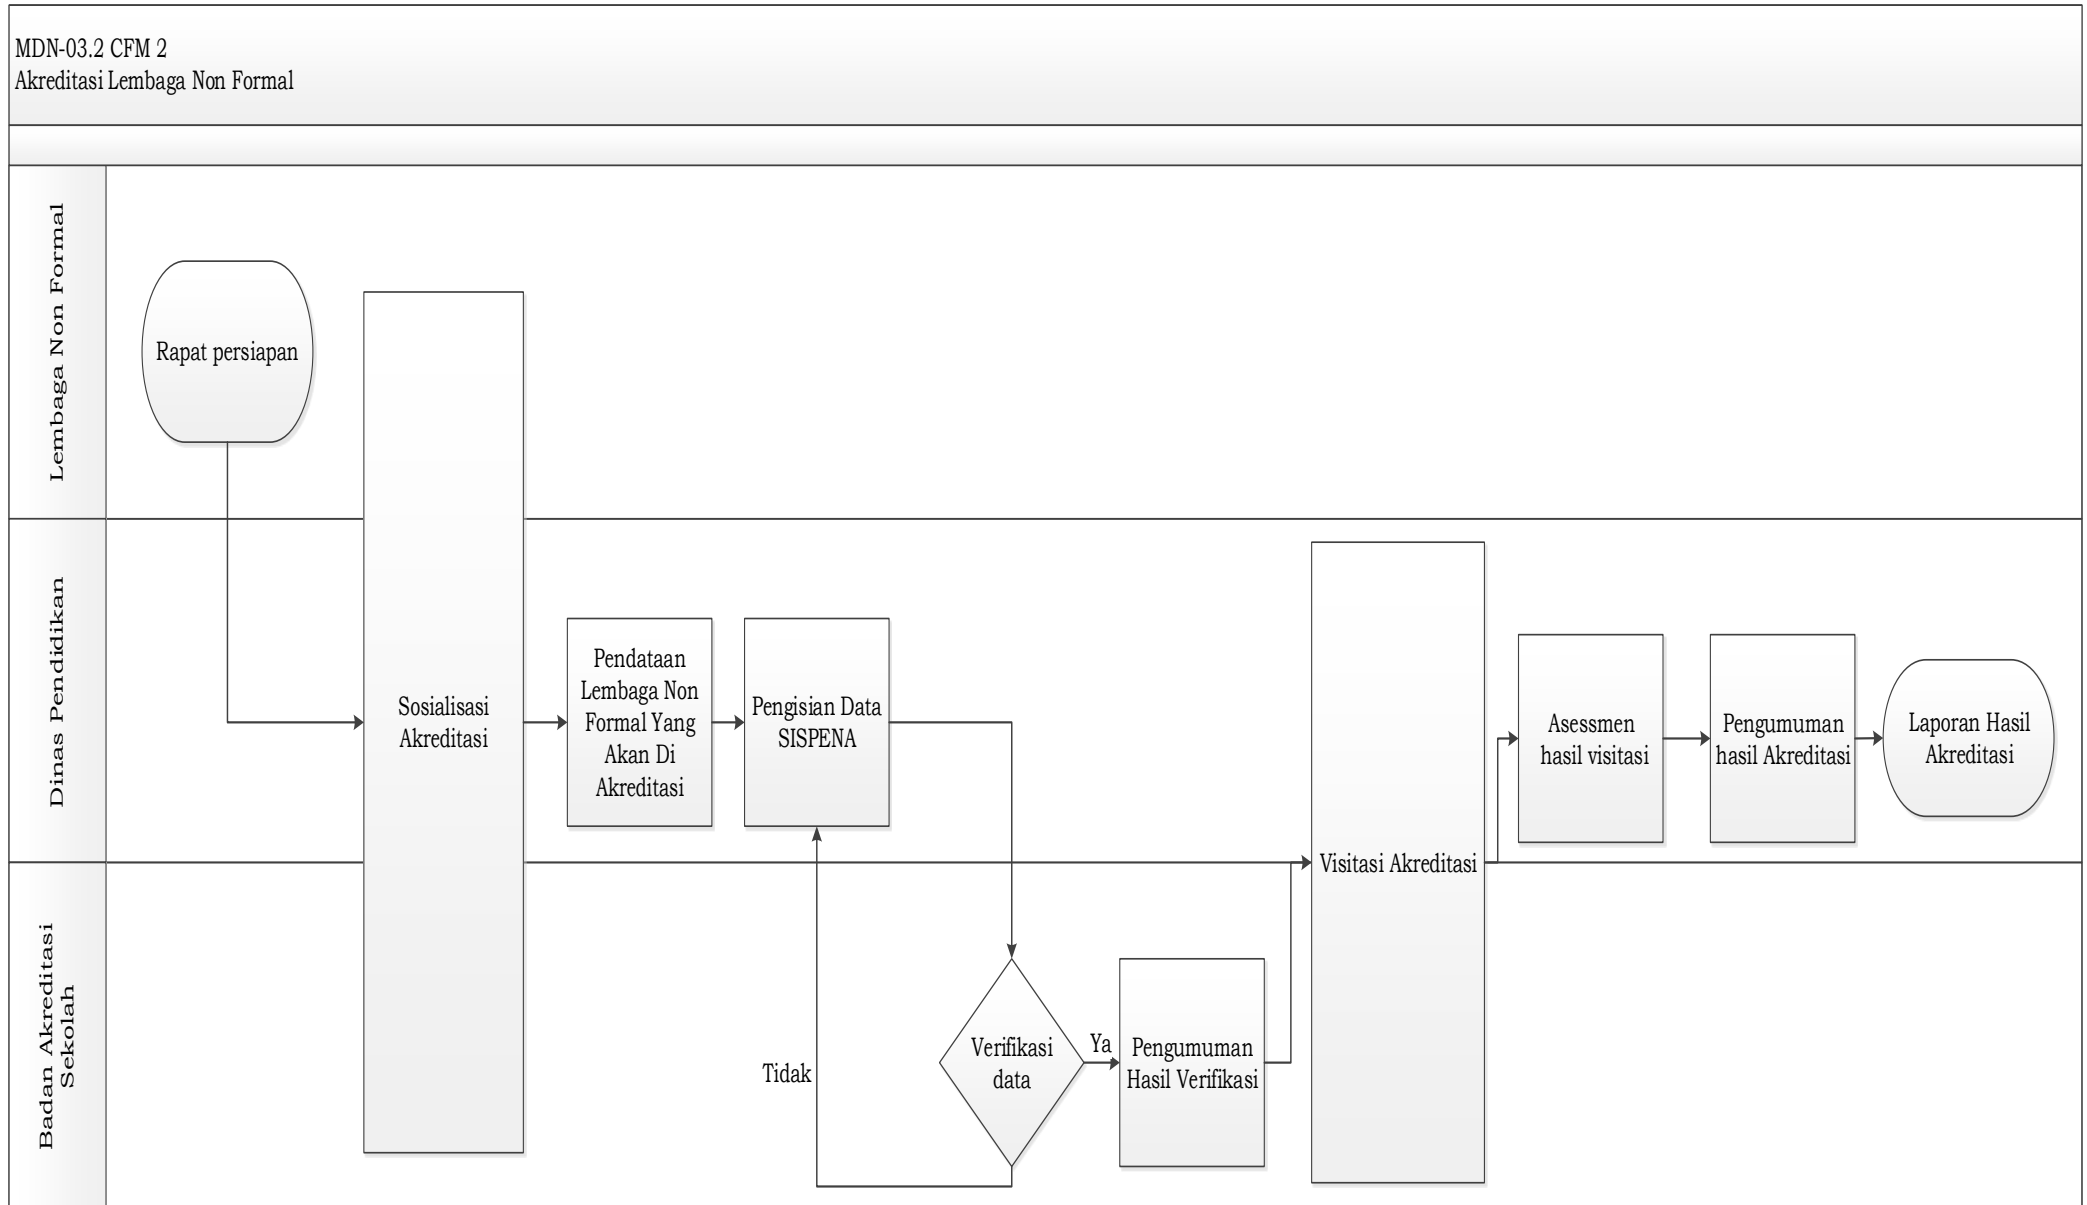 MDN-03.2 CFM 2
Akreditasi Lembaga Non Formal
Lembaga Non Formal
Rapat persiapan
Dinas Pendidikan
Sosialisasi
Akreditasi
Pendataan
Lembaga Non
Formal Yang
Akan Di
Akreditasi
Pengisian Data
SISPENA
Visitasi Akreditasi
Asessmen
hasil visitasi
Pengumuman
hasil Akreditasi
Laporan Hasil
Akreditasi
Badan Akreditasi
Sekolah
Tidak
Verifikasi
data
Ya
Pengumuman
Hasil Verifikasi